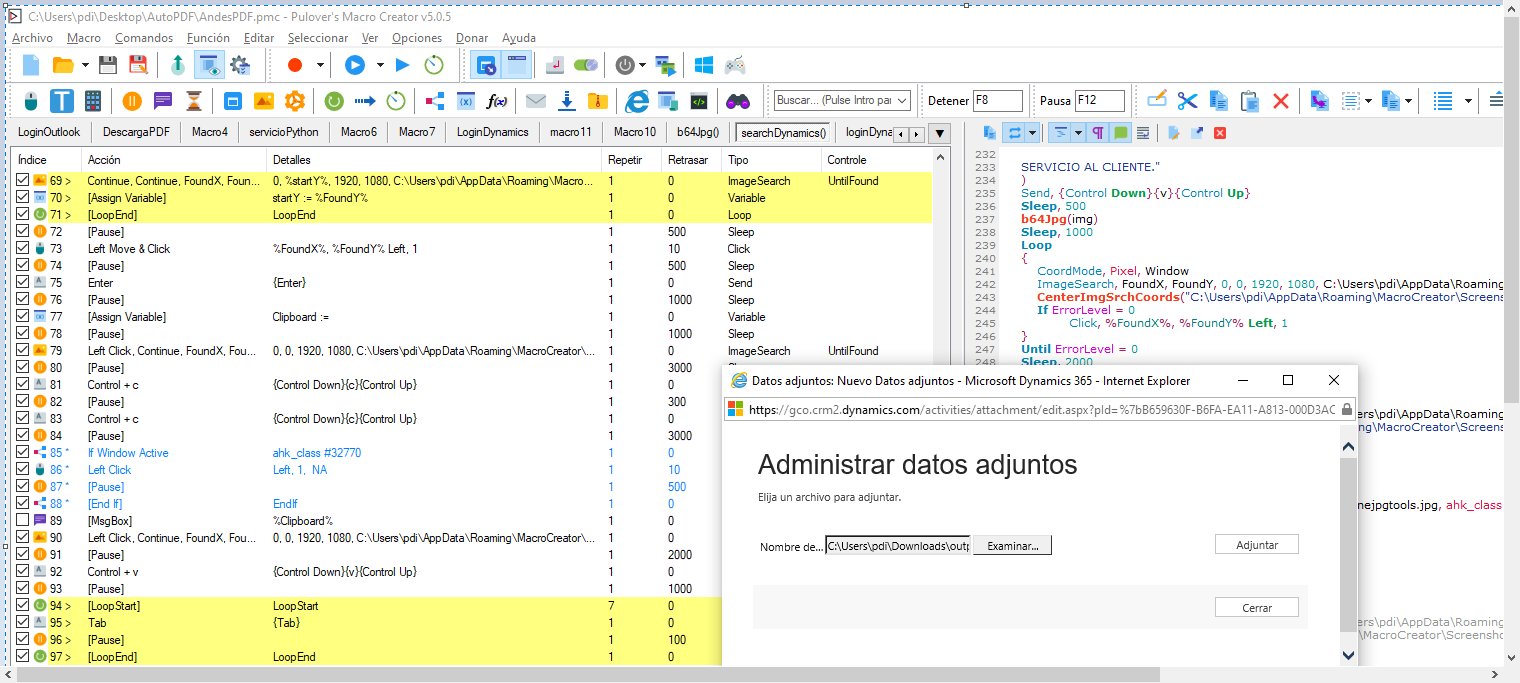 C:\Users\pdi\Desktop\AutoPDF\AndesPDF.pmc - Pulover's Macro Creator v5.0.5
Archivo Macro Comandos Función Editar Seleccionar Ver Opciones Donar Ayuda
Buscar... (Pulse Intro par Detener F8 Pausa F12
LoginOutlook DescargaPDF Macro4 servicioPython Macro6 Macro7 LoginDynamics macro11 Macro10 b64Jpg() searchDynamics() loginDyna
Índice Acción Detalles Repetir Retrasar Tipo Controle
69 > Continue, Continue, FoundX, Foun... 0, %startY%, 1920, 1080, C:\Users\pdi\AppData\Roaming\Macro... 1 0 ImageSearch UntilFound
70 > [Assign Variable] startY := %FoundY% 1 0 Variable
71 > [LoopEnd] LoopEnd 1 0 Loop
72 [Pause] 1 500 Sleep
73 Left Move & Click %FoundX%, %FoundY% Left, 1 1 10 Click
74 [Pause] 1 500 Sleep
75 Enter {Enter} 1 0 Send
76 [Pause] 1 1000 Sleep
77 [Assign Variable] Clipboard := 1 0 Variable
78 [Pause] 1 1000 Sleep
79 Left Click, Continue, FoundX, Fou... 0, 0, 1920, 1080, C:\Users\pdi\AppData\Roaming\MacroCreator\... 1 0 ImageSearch UntilFound
80 [Pause] 1 3000
81 Control + c {Control Down}{c}{Control Up} 1 0
82 [Pause] 1 300
83 Control + c {Control Down}{c}{Control Up} 1 0
84 [Pause] 1 3000
85 * If Window Active ahk_class #32770 1 0
86 * Left Click Left, 1, NA 1 10
87 * [Pause] 1 500
88 * [End If] EndIf 1 0
89 [MsgBox] %Clipboard% 1 0
90 Left Click, Continue, FoundX, Fou... 0, 0, 1920, 1080, C:\Users\pdi\AppData\Roaming\MacroCreator\... 1 0
91 [Pause] 1 2000
92 Control + v {Control Down}{v}{Control Up} 1 0
93 [Pause] 1 1000
94 > [LoopStart] LoopStart 7 0
95 > Tab {Tab} 1 0
96 > [Pause] 1 100
97 > [LoopEnd] LoopEnd 1 0
232
233 SERVICIO AL CLIENTE."
234 )
235 Send, {Control Down}{v}{Control Up}
236 Sleep, 500
237 b64Jpg(img)
238 Sleep, 1000
239 Loop
240 {
241 CoordMode, Pixel, Window
242 ImageSearch, FoundX, FoundY, 0, 0, 1920, 1080, C:\Users\pdi\AppData\Roaming
243 CenterImgSrchCoords("C:\Users\pdi\AppData\Roaming\MacroCreator\Screens
244 If ErrorLevel = 0
245 Click, %FoundX%, %FoundY% Left, 1
246 }
247 Until ErrorLevel = 0
248 Sleep, 2000
ers\pdi\AppData\Roaming
ng\MacroCreator\Screens
nejpgtools.jpg, ahk_class
ers\pdi\AppData\Roaming
\MacroCreator\Screensho
Datos adjuntos: Nuevo Datos adjuntos - Microsoft Dynamics 365 - Internet Explorer
https://gco.crm2.dynamics.com/activities/attachment/edit.aspx?pId=%7bB659630F-B6FA-EA11-A813-000D3AC
Administrar datos adjuntos
Elija un archivo para adjuntar.
Nombre de... C:\Users\pdi\Downloads\outp Examinar... Adjuntar
Cerrar